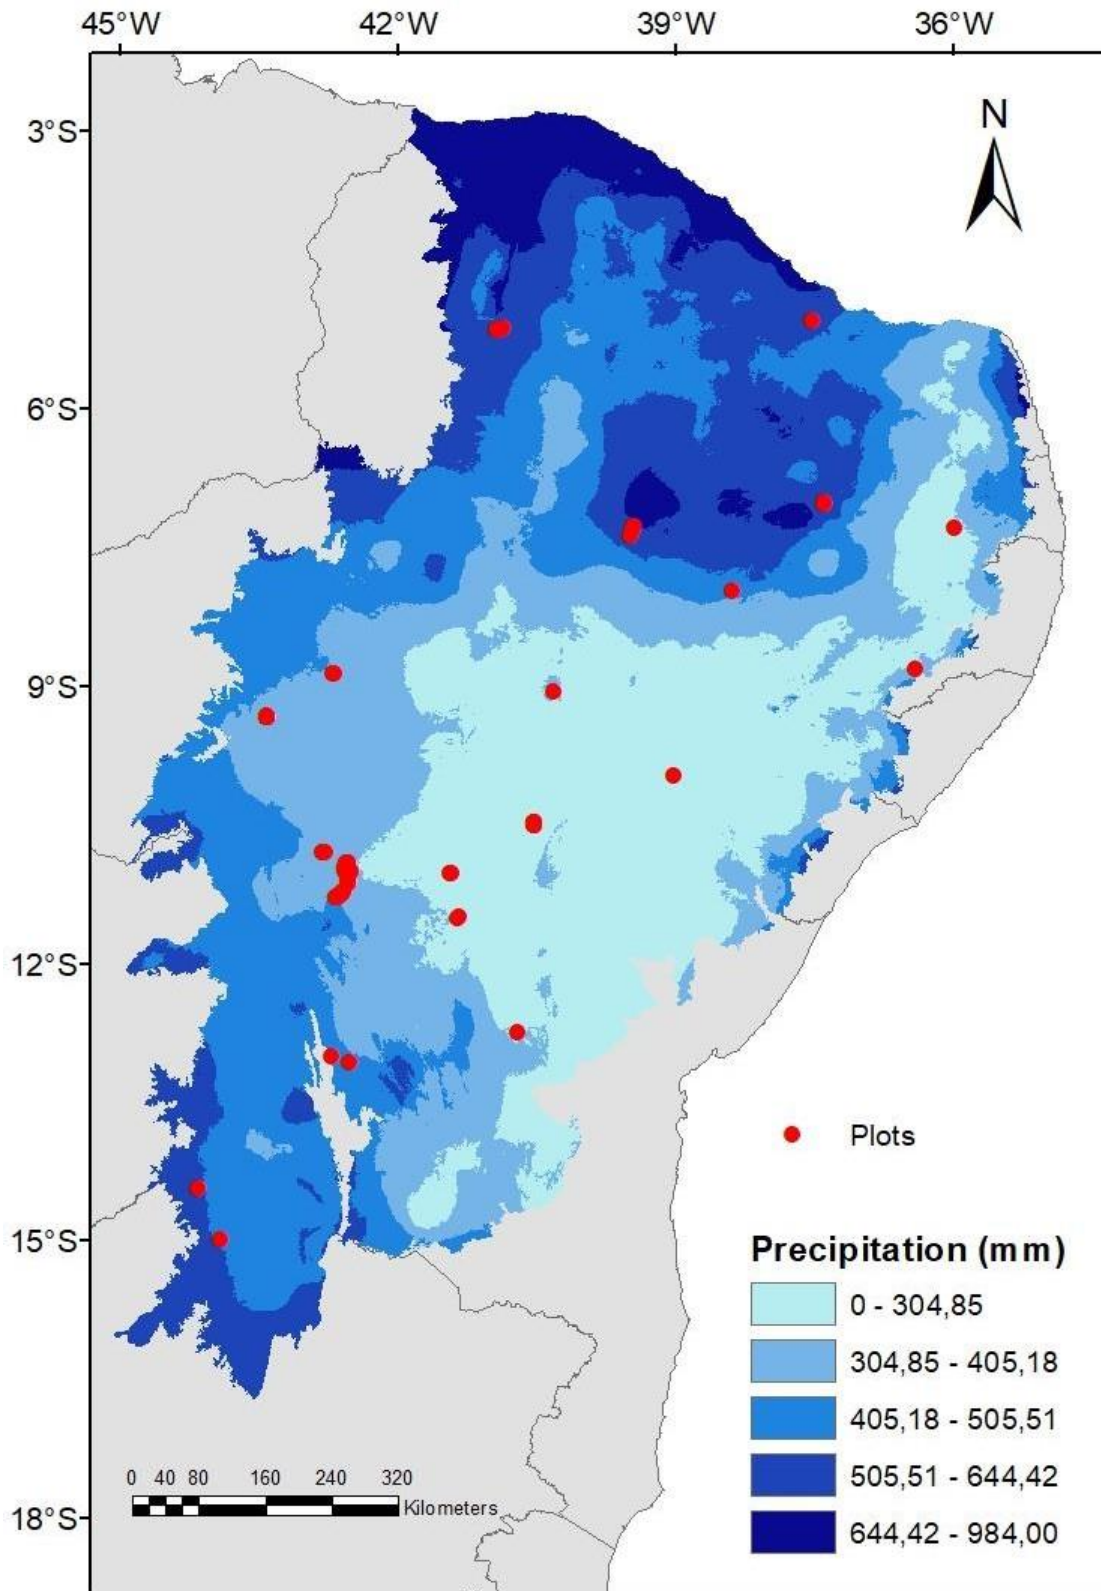 45°W 42°W 39°W 36°W
N
3°S
6°S
9°S
12°S
15°S
18°S
Plots
Precipitation (mm)
0 - 304,85
304,85 - 405,18
405,18 - 505,51
505,51 - 644,42
644,42 - 984,00
0 40 80 160 240 320
Kilometers